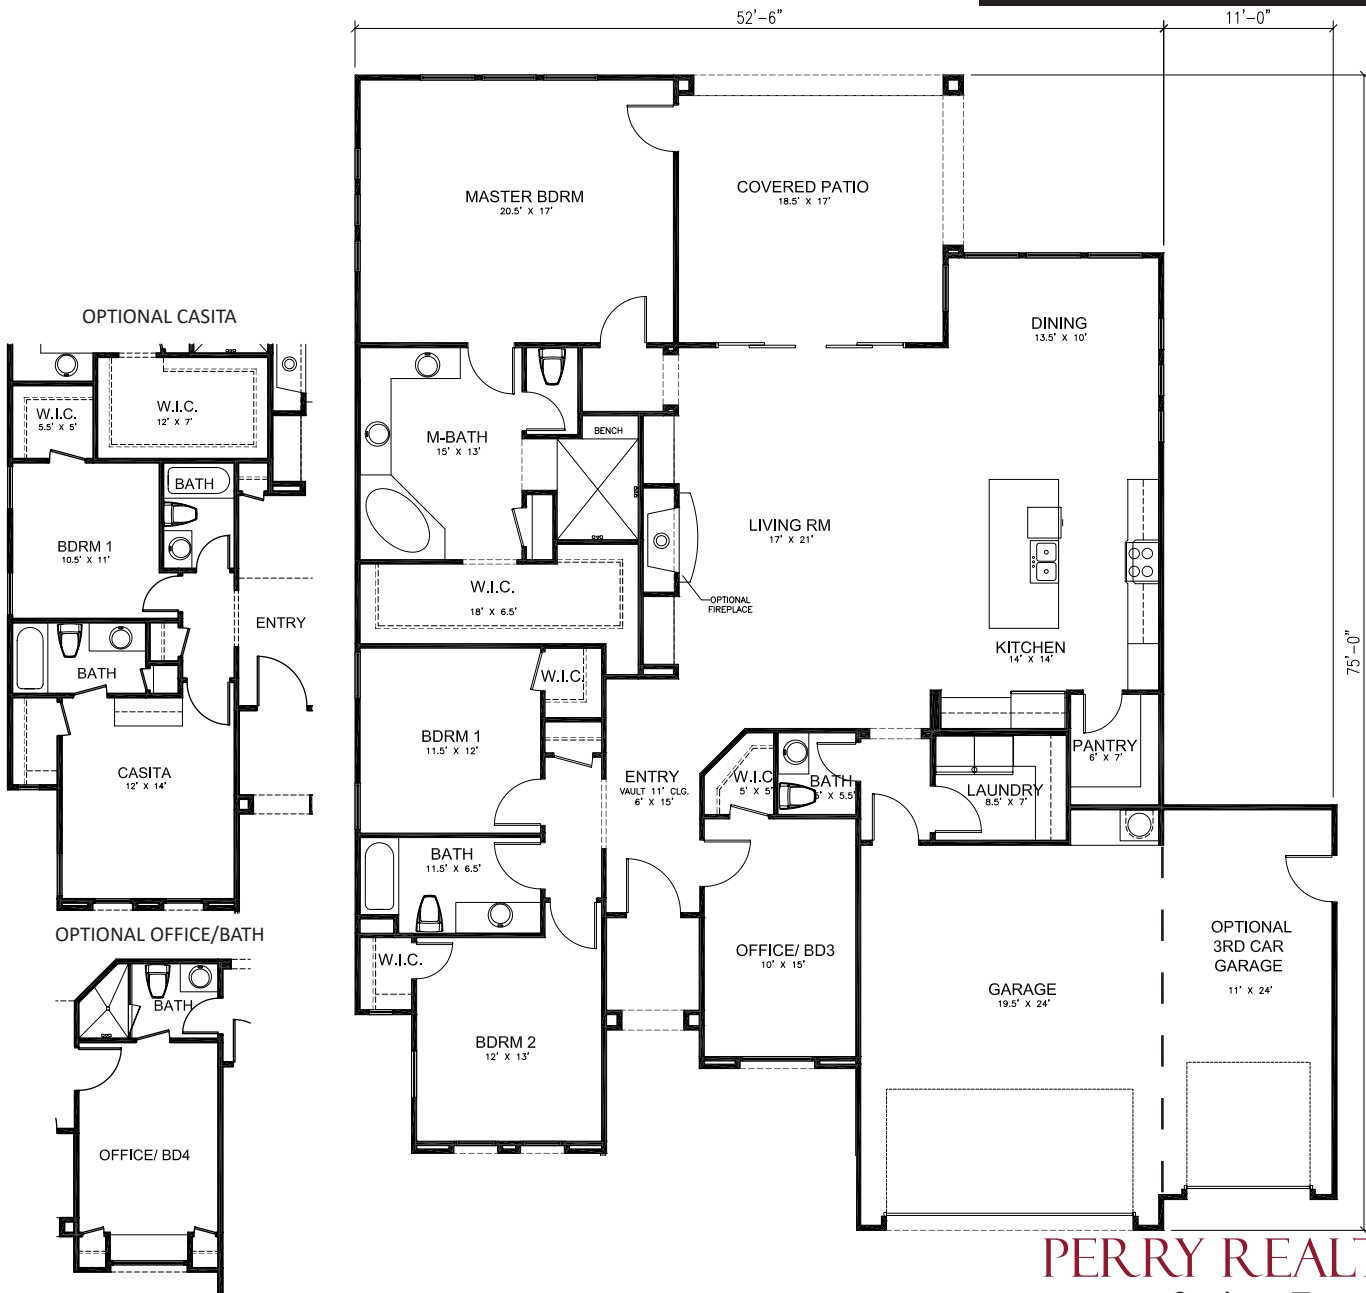 52'-6"
11'-0"
75'-0"
MASTER BDRM
20.5' X 17'
COVERED PATIO
18.5' X 17'
DINING
13.5' X 10'
M-BATH
15' X 13'
BENCH
LIVING RM
17' X 21'
OPTIONAL
FIREPLACE
W.I.C.
18' X 6.5'
KITCHEN
14' X 14'
W.I.C.
BDRM 1
11.5' X 12'
ENTRY
VAULT 11' CLG.
6' X 15'
W.I.C
5' X 5'
BATH
5' X 5.5'
LAUNDRY
8.5' X 7'
PANTRY
6' X 7'
BATH
11.5' X 6.5'
W.I.C.
BDRM 2
12' X 13'
OFFICE/ BD3
10' X 15'
GARAGE
19.5' X 24'
OPTIONAL
3RD CAR
GARAGE
11' X 24'
OPTIONAL CASITA
W.I.C.
5.5' X 5'
W.I.C.
12' X 7'
BATH
BDRM 1
10.5' X 11'
ENTRY
BATH
CASITA
12' X 14'
OPTIONAL OFFICE/BATH
BATH
OFFICE/ BD4
PERRY REALT